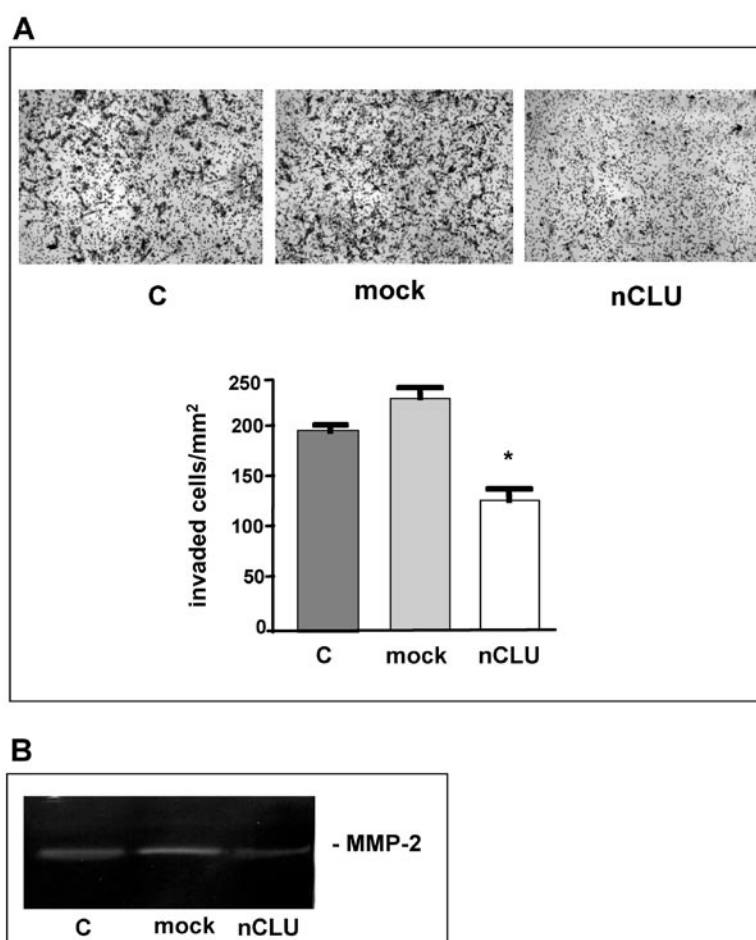 A
C mock nCLU
250
200
150
100
50
0
invaded cells/mm²
*
C mock nCLU
B
- MMP-2
C mock nCLU